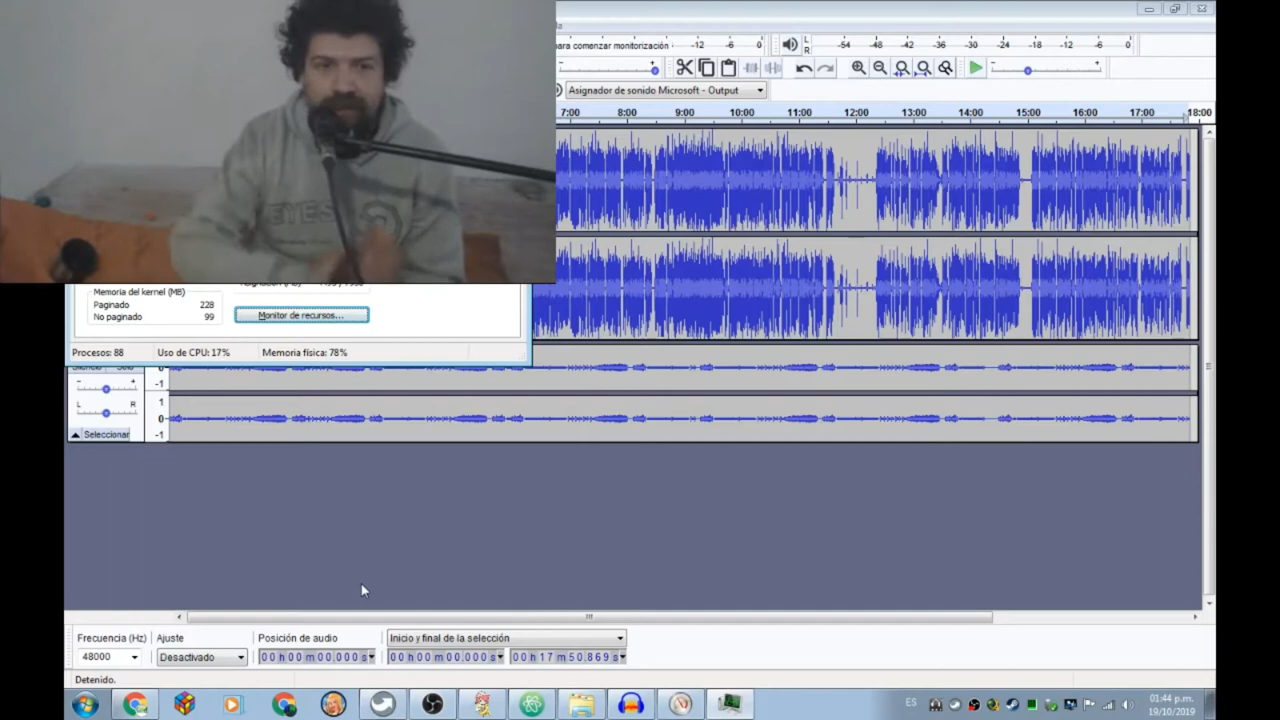 para comenzar monitorización
-12 -6 0
L
R
-54 -48 -42 -36 -30 -24 -18 -12 -6 0
- +
Asignador de sonido Microsoft - Output
7:00 8:00 9:00 10:00 11:00 12:00 13:00 14:00 15:00 16:00 17:00 18:00
Memoria del kernel (MB)
Paginado 228
No paginado 99
Monitor de recursos...
Procesos: 88 Uso de CPU: 17% Memoria física: 78%
Silencio Solo
- +
0
-1
L R
1
0
-1
Seleccionar
Frecuencia (Hz) Ajuste Posición de audio Inicio y final de la selección
48000 Desactivado 00 h 00 m 00.000 s 00 h 00 m 00.000 s 00 h 17 m 50.869 s
Detenido.
ES
01:44 p.m.
19/10/2019